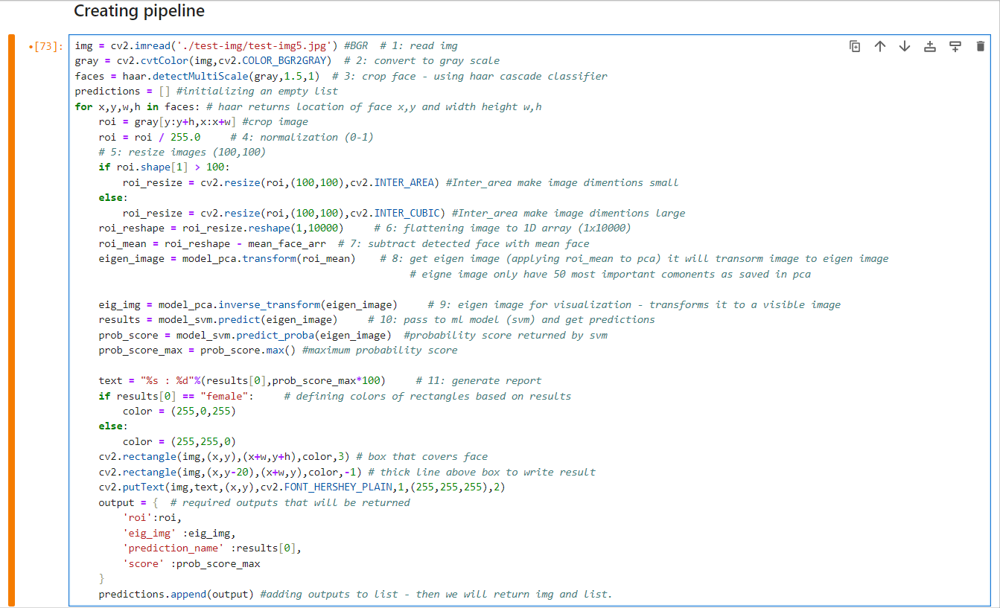 Creating pipeline
•[73]:
img = cv2.imread('./test-img/test-img5.jpg') #BGR  # 1: read img
gray = cv2.cvtColor(img,cv2.COLOR_BGR2GRAY)  # 2: convert to gray scale
faces = haar.detectMultiScale(gray,1.5,1)  # 3: crop face - using haar cascade classifier
predictions = [] #initializing an empty list
for x,y,w,h in faces: # haar returns location of face x,y and width height w,h
    roi = gray[y:y+h,x:x+w] #crop image
    roi = roi / 255.0     # 4: normalization (0-1)
    # 5: resize images (100,100)
    if roi.shape[1] > 100:
        roi_resize = cv2.resize(roi,(100,100),cv2.INTER_AREA) #Inter_area make image dimentions small
    else:
        roi_resize = cv2.resize(roi,(100,100),cv2.INTER_CUBIC) #Inter_area make image dimentions large
    roi_reshape = roi_resize.reshape(1,10000)     # 6: flattening image to 1D array (1x10000)
    roi_mean = roi_reshape - mean_face_arr  # 7: subtract detected face with mean face
    eigen_image = model_pca.transform(roi_mean)    # 8: get eigen image (applying roi_mean to pca) it will transorm image to eigen image
                                                        # eigne image only have 50 most important comonents as saved in pca
    eig_img = model_pca.inverse_transform(eigen_image)     # 9: eigen image for visualization - transforms it to a visible image
    results = model_svm.predict(eigen_image)     # 10: pass to ml model (svm) and get predictions
    prob_score = model_svm.predict_proba(eigen_image)  #probability score returned by svm
    prob_score_max = prob_score.max() #maximum probability score
    text = "%s : %d"%(results[0],prob_score_max*100)     # 11: generate report
    if results[0] == "female":     # defining colors of rectangles based on results
        color = (255,0,255)
    else:
        color = (255,255,0)
    cv2.rectangle(img,(x,y),(x+w,y+h),color,3) # box that covers face
    cv2.rectangle(img,(x,y-20),(x+w,y),color,-1) # thick line above box to write result
    cv2.putText(img,text,(x,y),cv2.FONT_HERSHEY_PLAIN,1,(255,255,255),2)
    output = {  # required outputs that will be returned
        'roi':roi,
        'eig_img' :eig_img,
        'prediction_name' :results[0],
        'score' :prob_score_max
    }
    predictions.append(output) #adding outputs to list - then we will return img and list.